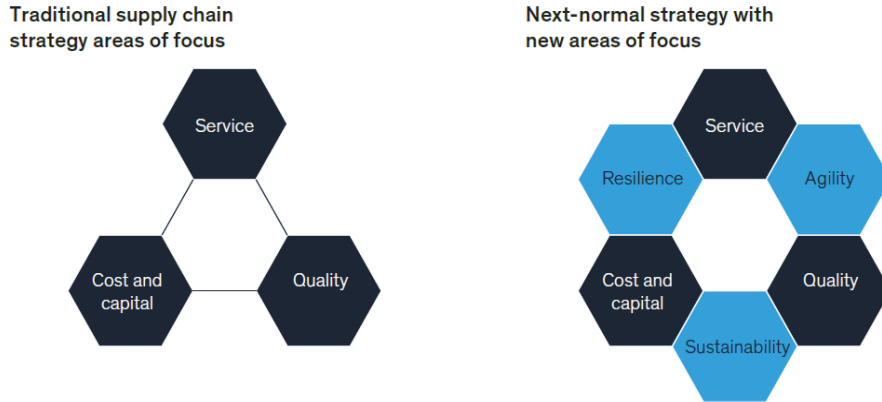 Traditional supply chain
strategy areas of focus
Service
Cost and
capital
Quality
Next-normal strategy with
new areas of focus
Service
Resilience
Agility
Cost and
capital
Quality
Sustainability